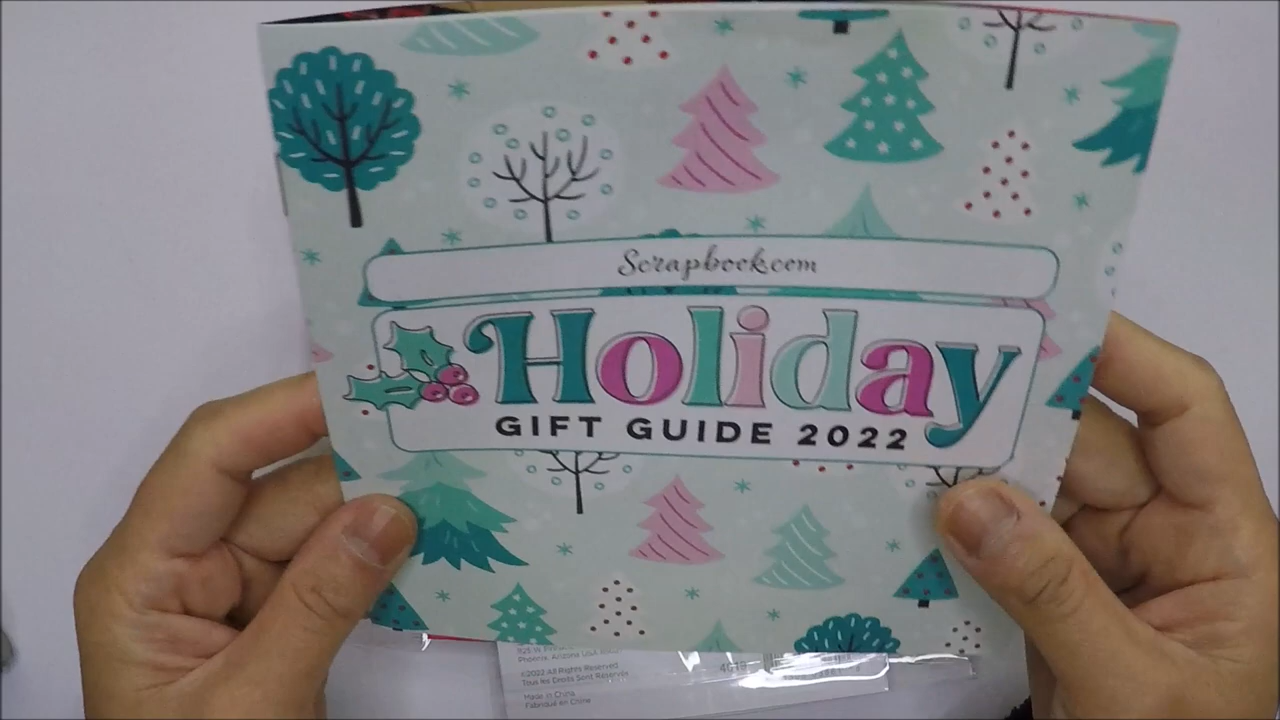 Scrapbook.com
Holiday
GIFT GUIDE 2022
Phoenix, Arizona USA
©2022 All Rights Reserved
Tous les Droits Sont Réservés
Made in China
Fabriqué en Chine